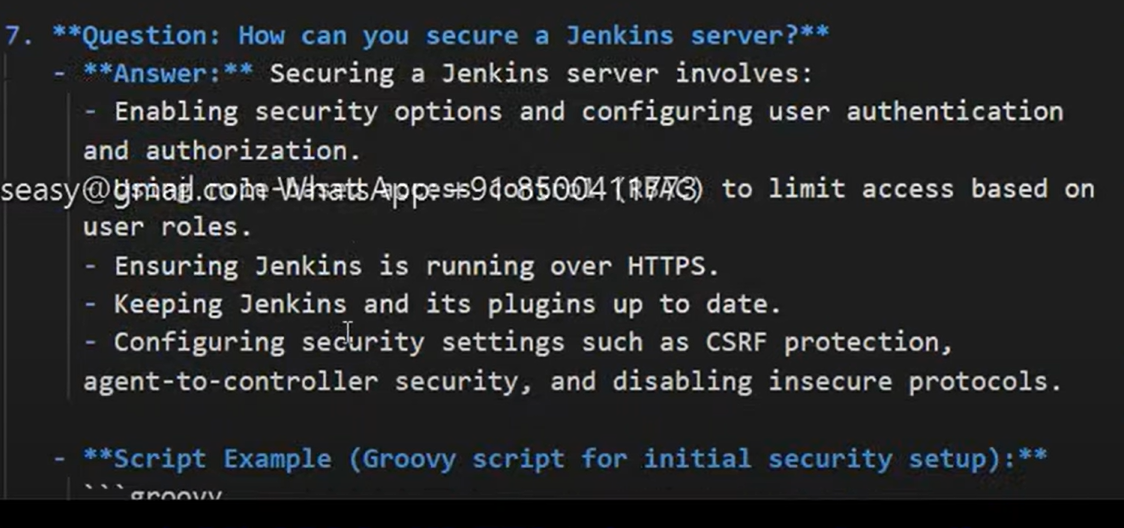 7. **Question: How can you secure a Jenkins server?**
- **Answer:** Securing a Jenkins server involves:
- Enabling security options and configuring user authentication
and authorization.
seasy@gmail.com WhatsApp:+91 8500411773
- (RBAC) to limit access based on
user roles.
- Ensuring Jenkins is running over HTTPS.
- Keeping Jenkins and its plugins up to date.
- Configuring security settings such as CSRF protection,
agent-to-controller security, and disabling insecure protocols.
- **Script Example (Groovy script for initial security setup):**
```groovy